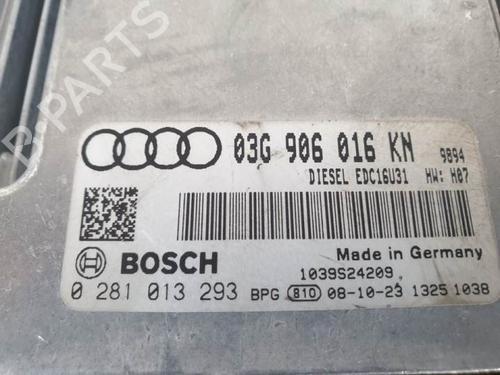 03G 906 016 KN 9894
DIESEL EDC16U31 HW: H07
BOSCH
Made in Germany
1039S24209
0 281 013 293 BPG 810 08-10-23 1325 1038
B-PARTS